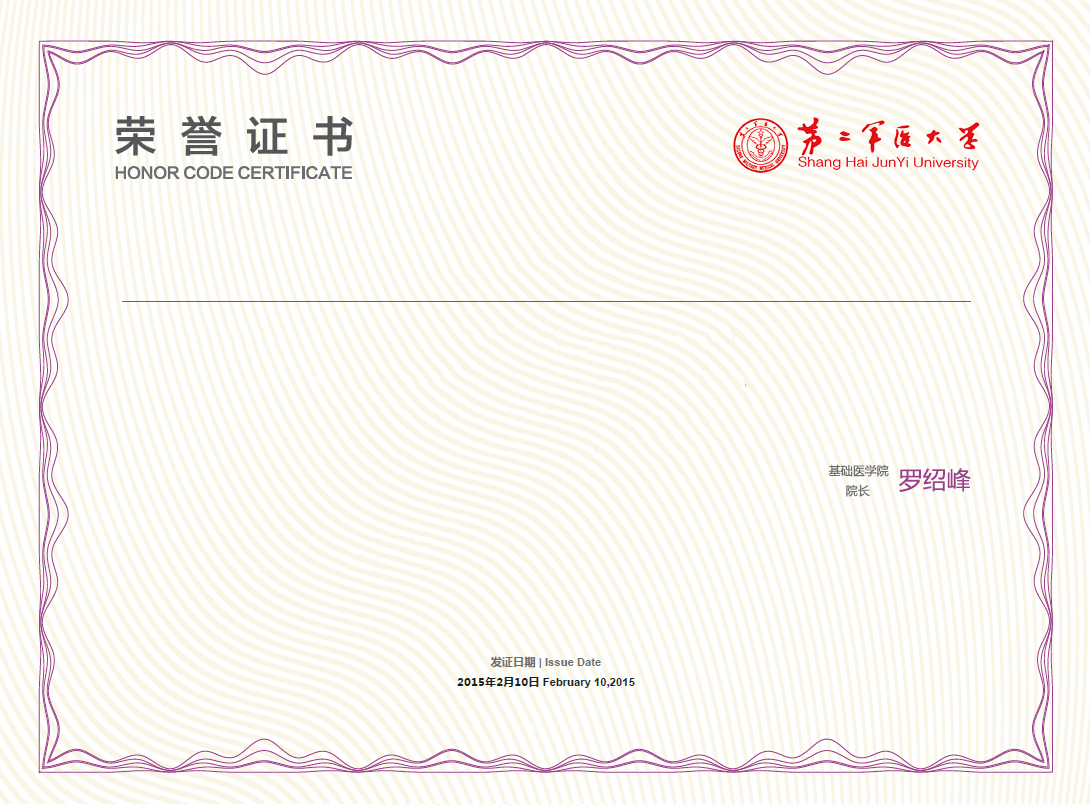 荣誉证书
HONOR CODE CERTIFICATE
第二军医大学
Shang Hai JunYi University
基础医学院
院长
罗绍峰
发证日期 | Issue Date
2015年2月10日 February 10,2015